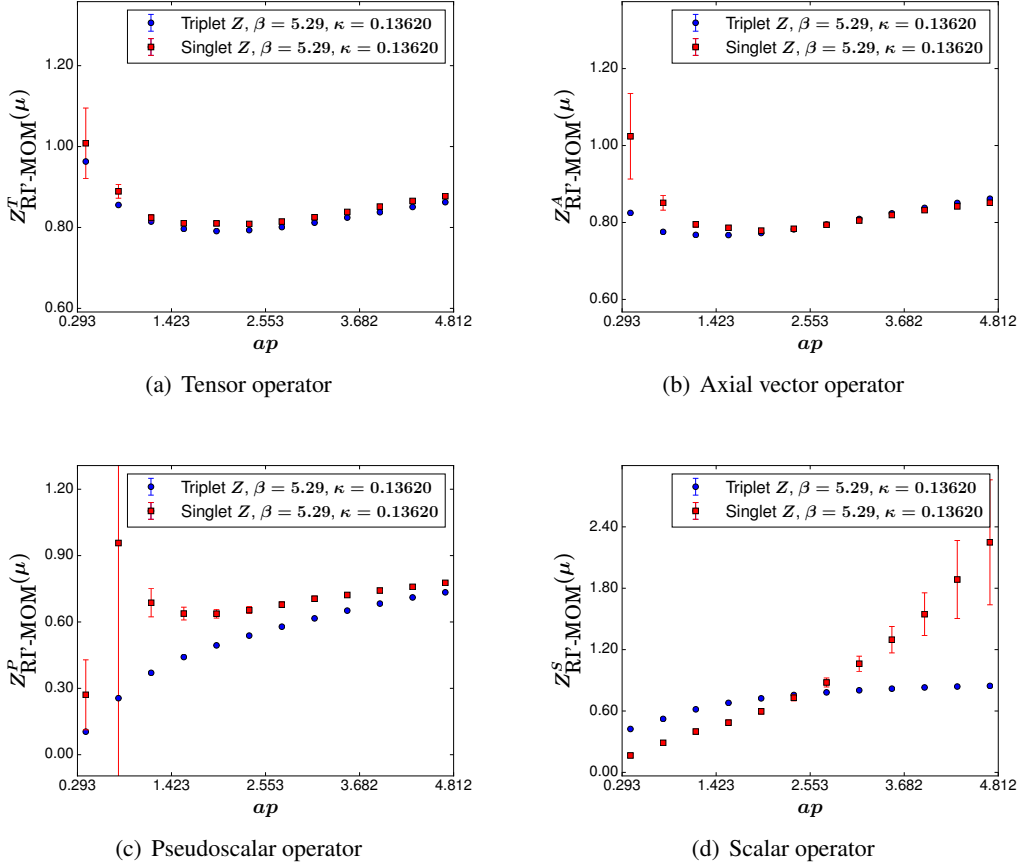 Triplet Z, β = 5.29, κ = 0.13620
Singlet Z, β = 5.29, κ = 0.13620
1.20
1.00
0.80
0.60
Z^T_RI'-MOM(μ)
0.293 1.423 2.553 3.682 4.812
ap
(a) Tensor operator
Triplet Z, β = 5.29, κ = 0.13620
Singlet Z, β = 5.29, κ = 0.13620
1.20
1.00
0.80
0.60
Z^A_RI'-MOM(μ)
0.293 1.423 2.553 3.682 4.812
ap
(b) Axial vector operator
Triplet Z, β = 5.29, κ = 0.13620
Singlet Z, β = 5.29, κ = 0.13620
1.20
0.90
0.60
0.30
0.00
Z^P_RI'-MOM(μ)
0.293 1.423 2.553 3.682 4.812
ap
(c) Pseudoscalar operator
Triplet Z, β = 5.29, κ = 0.13620
Singlet Z, β = 5.29, κ = 0.13620
2.40
1.80
1.20
0.60
0.00
Z^S_RI'-MOM(μ)
0.293 1.423 2.553 3.682 4.812
ap
(d) Scalar operator